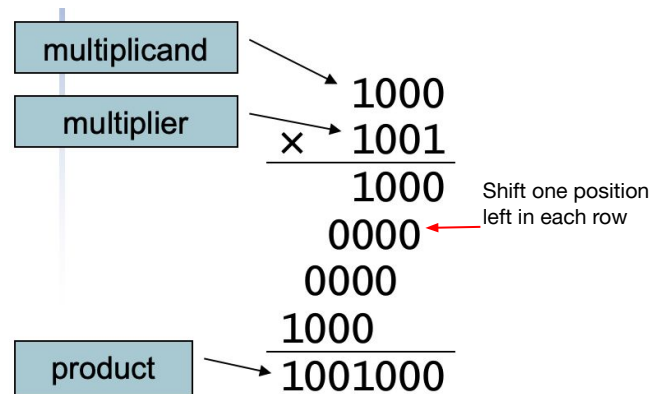 multiplicand
1000
multiplier
× 1001
1000
Shift one position
left in each row
0000
0000
1000
product
1001000